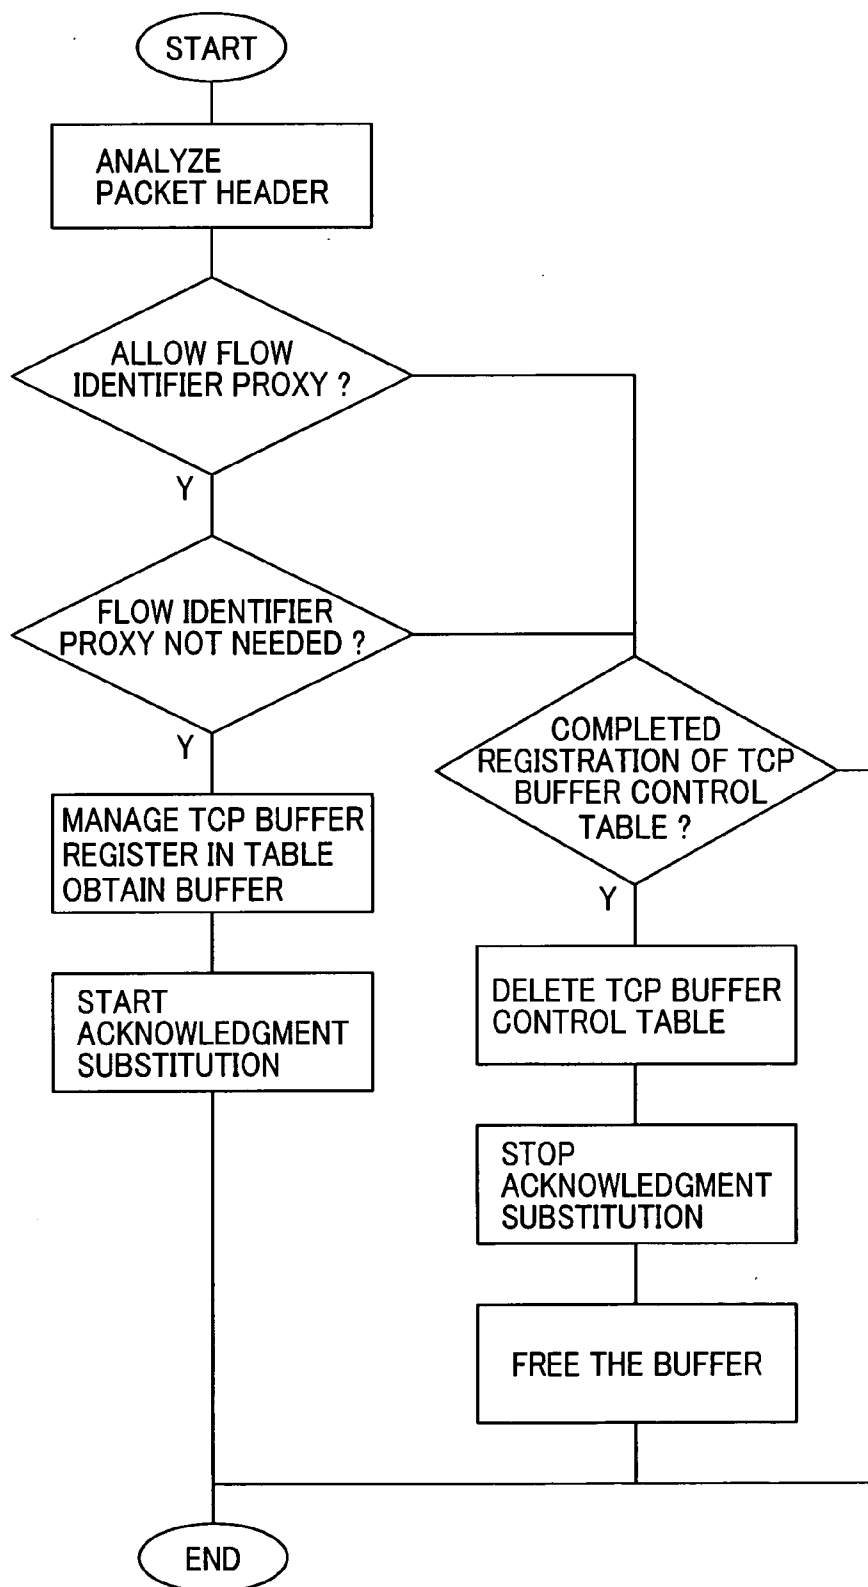 START
ANALYZE
PACKET HEADER
ALLOW FLOW
IDENTIFIER PROXY ?
Y
FLOW IDENTIFIER
PROXY NOT NEEDED ?
Y
MANAGE TCP BUFFER
REGISTER IN TABLE
OBTAIN BUFFER
START
ACKNOWLEDGMENT
SUBSTITUTION
COMPLETED
REGISTRATION OF TCP
BUFFER CONTROL
TABLE ?
Y
DELETE TCP BUFFER
CONTROL TABLE
STOP
ACKNOWLEDGMENT
SUBSTITUTION
FREE THE BUFFER
END